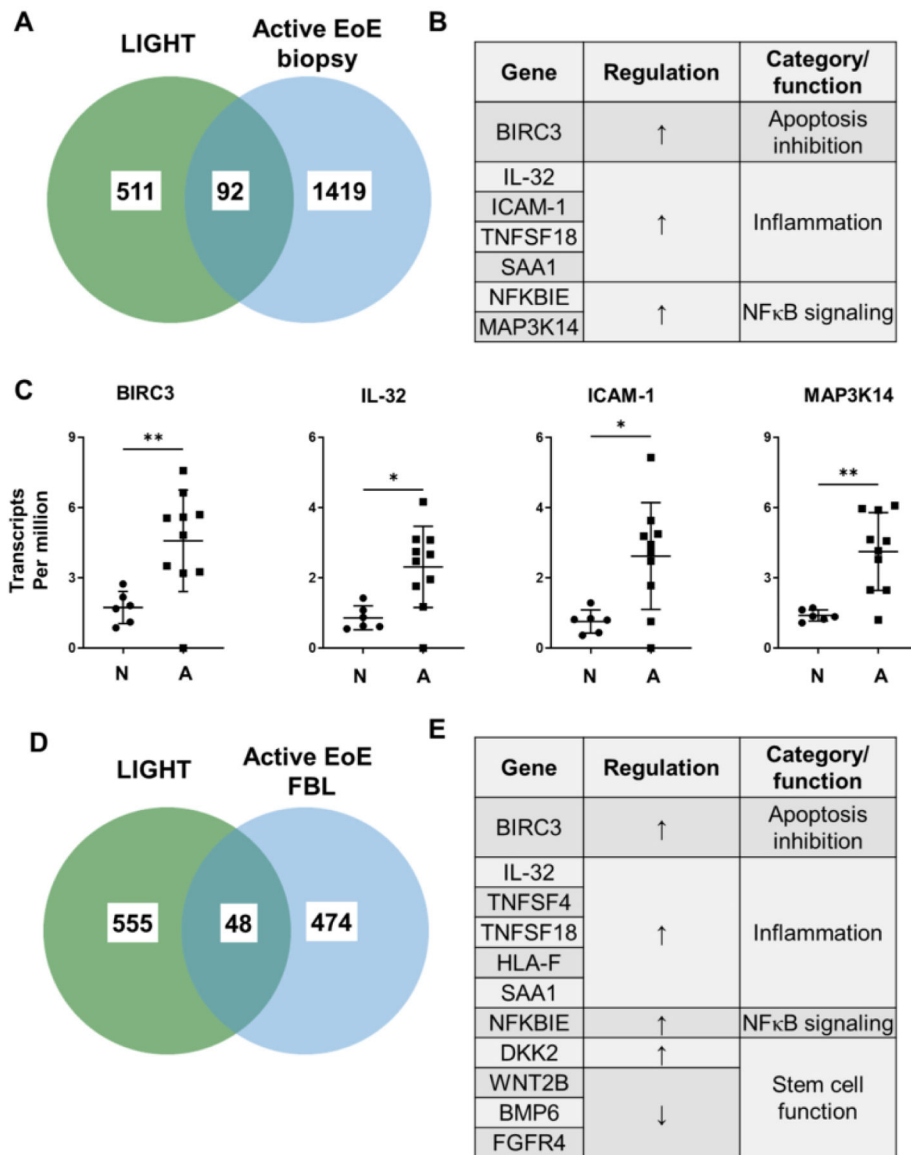 A
LIGHT
Active EoE
biopsy
511
92
1419
B
Gene
Regulation
Category/
function
BIRC3
↑
Apoptosis
inhibition
IL-32
ICAM-1
TNFSF18
SAA1
↑
Inflammation
NFKBIE
MAP3K14
↑
NFκB signaling
C
Transcripts
Per million
BIRC3
9
6
3
0
**
N
A
IL-32
6
4
2
0
*
N
A
ICAM-1
6
4
2
0
*
N
A
MAP3K14
9
6
3
0
**
N
A
D
LIGHT
Active EoE
FBL
555
48
474
E
Gene
Regulation
Category/
function
BIRC3
↑
Apoptosis
inhibition
IL-32
TNFSF4
TNFSF18
HLA-F
SAA1
↑
Inflammation
NFKBIE
↑
NFκB signaling
DKK2
↑
WNT2B
BMP6
FGFR4
↓
Stem cell
function